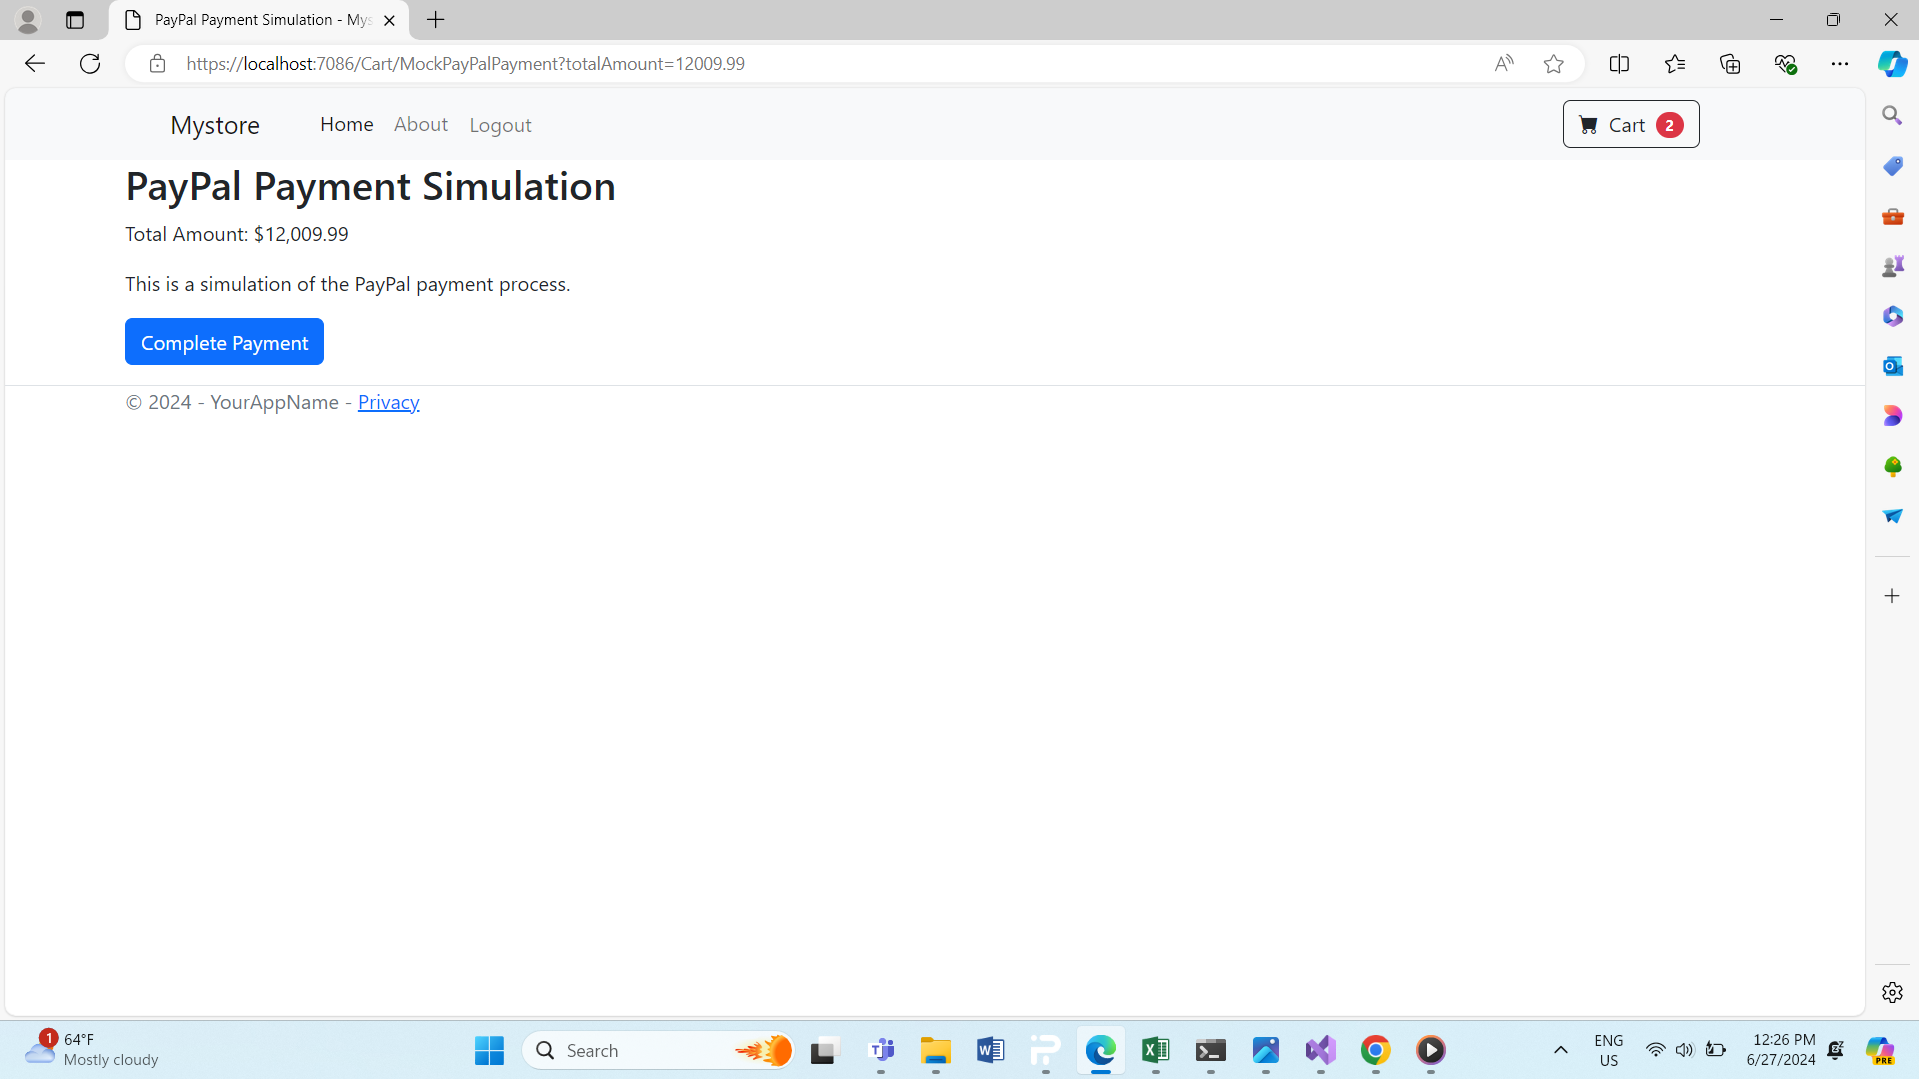 PayPal Payment Simulation - Mys
https://localhost:7086/Cart/MockPayPalPayment?totalAmount=12009.99
Mystore Home About Logout Cart 2
PayPal Payment Simulation
Total Amount: $12,009.99
This is a simulation of the PayPal payment process.
Complete Payment
© 2024 - YourAppName - Privacy
1 64°F
Mostly cloudy
Search
ENG
US
12:26 PM
6/27/2024
PRE